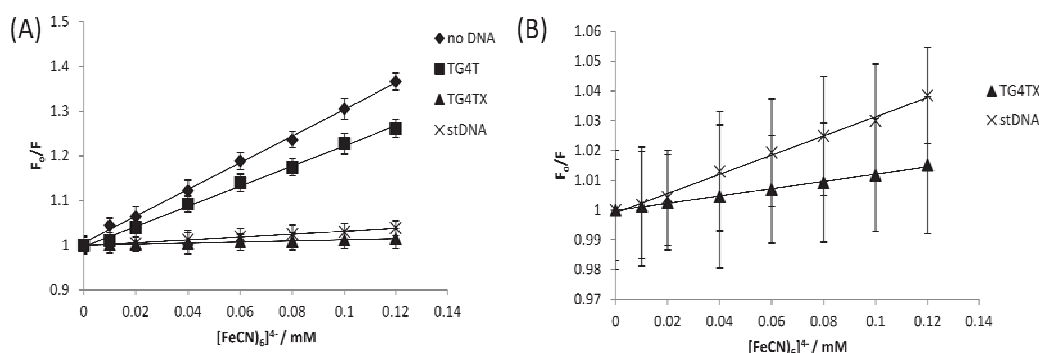 (A)
1.5
1.4
1.3
1.2
1.1
1
0.9
F₀/F
0 0.02 0.04 0.06 0.08 0.1 0.12 0.14
[FeCN)₆]⁴⁻/ mM
no DNA
TG4T
TG4TX
stDNA
(B)
1.06
1.05
1.04
1.03
1.02
1.01
1
0.99
0.98
0.97
F₀/F
0 0.02 0.04 0.06 0.08 0.1 0.12 0.14
[FeCN)₆]⁴⁻/ mM
TG4TX
stDNA